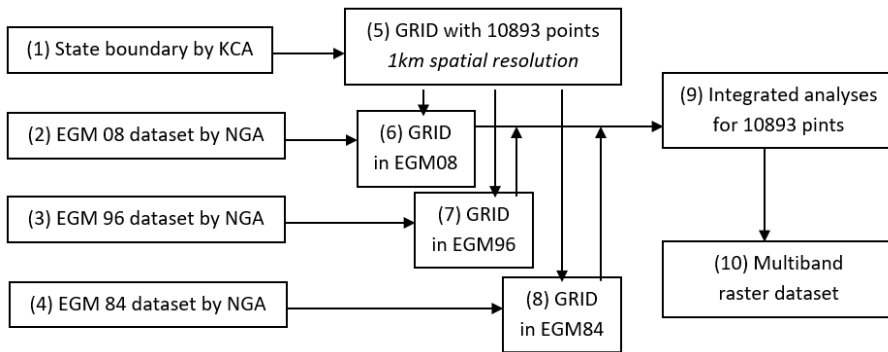 (1) State boundary by KCA
(5) GRID with 10893 points
1km spatial resolution
(2) EGM 08 dataset by NGA
(6) GRID
in EGM08
(9) Integrated analyses
for 10893 pints
(3) EGM 96 dataset by NGA
(7) GRID
in EGM96
(4) EGM 84 dataset by NGA
(8) GRID
in EGM84
(10) Multiband
raster dataset